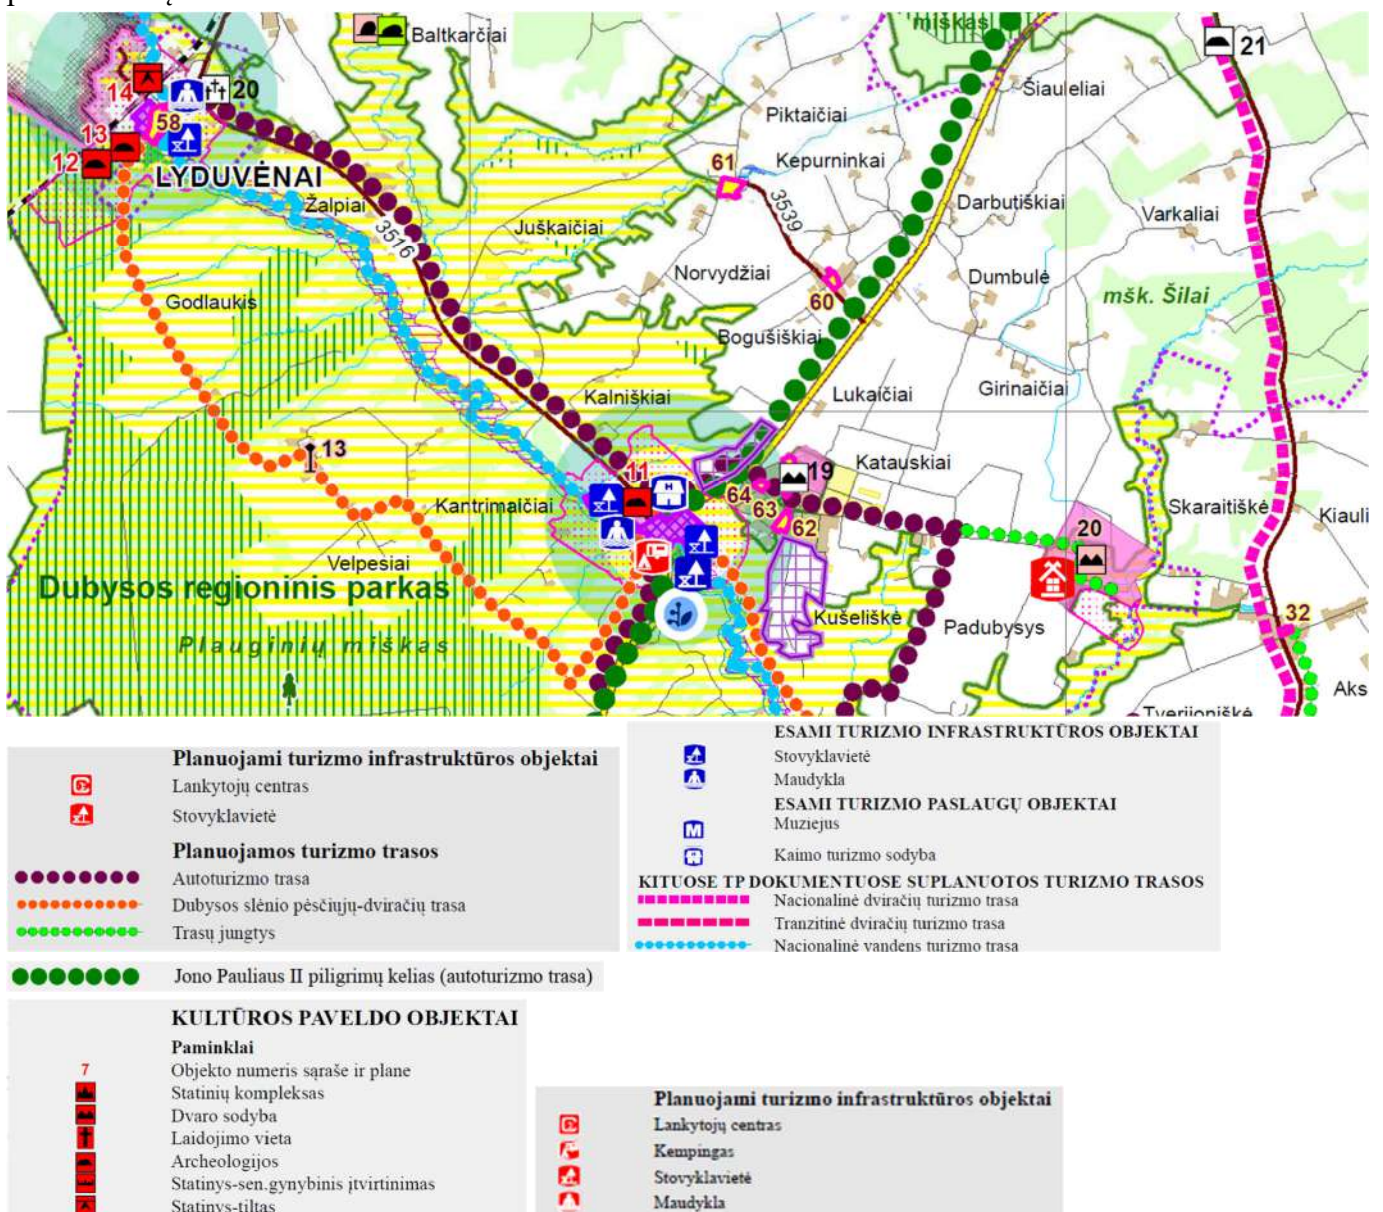 miškas
Baltkarčiai
21
14
20
Šiauleliai
Piktaičiai
13
58
61
Kepurninkai
12
LYDUVĖNAI
3539
Darbutiškiai
Žalpiai
Varkaliai
3516
Juškaičiai
Norvydžiai
Dumbulė
Godlaukis
60
mšk. Šilai
Bogušiškiai
Kalniškiai
Lukaičiai
Girinaičiai
13
11
19
Katauskiai
64
63
Kantrimaičiai
62
20
Skaraitiškė
Velpesiai
Dubysos regioninis parkas
Kušeliškė
Padubysys
32
Plauginių miškas
Aks
Tverijoniškė
Planuojami turizmo infrastruktūros objektai
Lankytojų centras
Stovyklavietė
Planuojamos turizmo trasos
Autoturizmo trasa
Dubysos slėnio pėsčiųjų-dviračių trasa
Trasų jungtys
ESAMI TURIZMO INFRASTRUKTŪROS OBJEKTAI
Stovyklavietė
Maudykla
ESAMI TURIZMO PASLAUGŲ OBJEKTAI
Muziejus
Kaimo turizmo sodyba
KITUOSE TP DOKUMENTUOSE SUPLANUOTOS TURIZMO TRASOS
Nacionalinė dviračių turizmo trasa
Tranzitinė dviračių turizmo trasa
Nacionalinė vandens turizmo trasa
Jono Pauliaus II piligrimų kelias (autoturizmo trasa)
KULTŪROS PAVELDO OBJEKTAI
Paminklai
7 Objekto numeris sąraše ir plane
Statinių kompleksas
Dvaro sodyba
Laidojimo vieta
Archeologijos
Statinys-sen.gynybinis įtvirtinimas
Statinys-tiltas
Planuojami turizmo infrastruktūros objektai
Lankytojų centras
Kempingas
Stovyklavietė
Maudykla